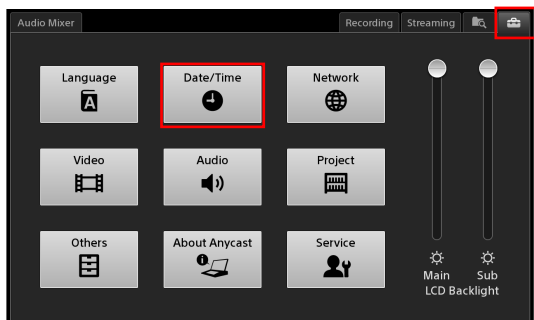 Audio Mixer
Recording
Streaming
Language
A
Date/Time
Network
Video
Audio
Project
Others
About Anycast
Service
Main
Sub
LCD Backlight